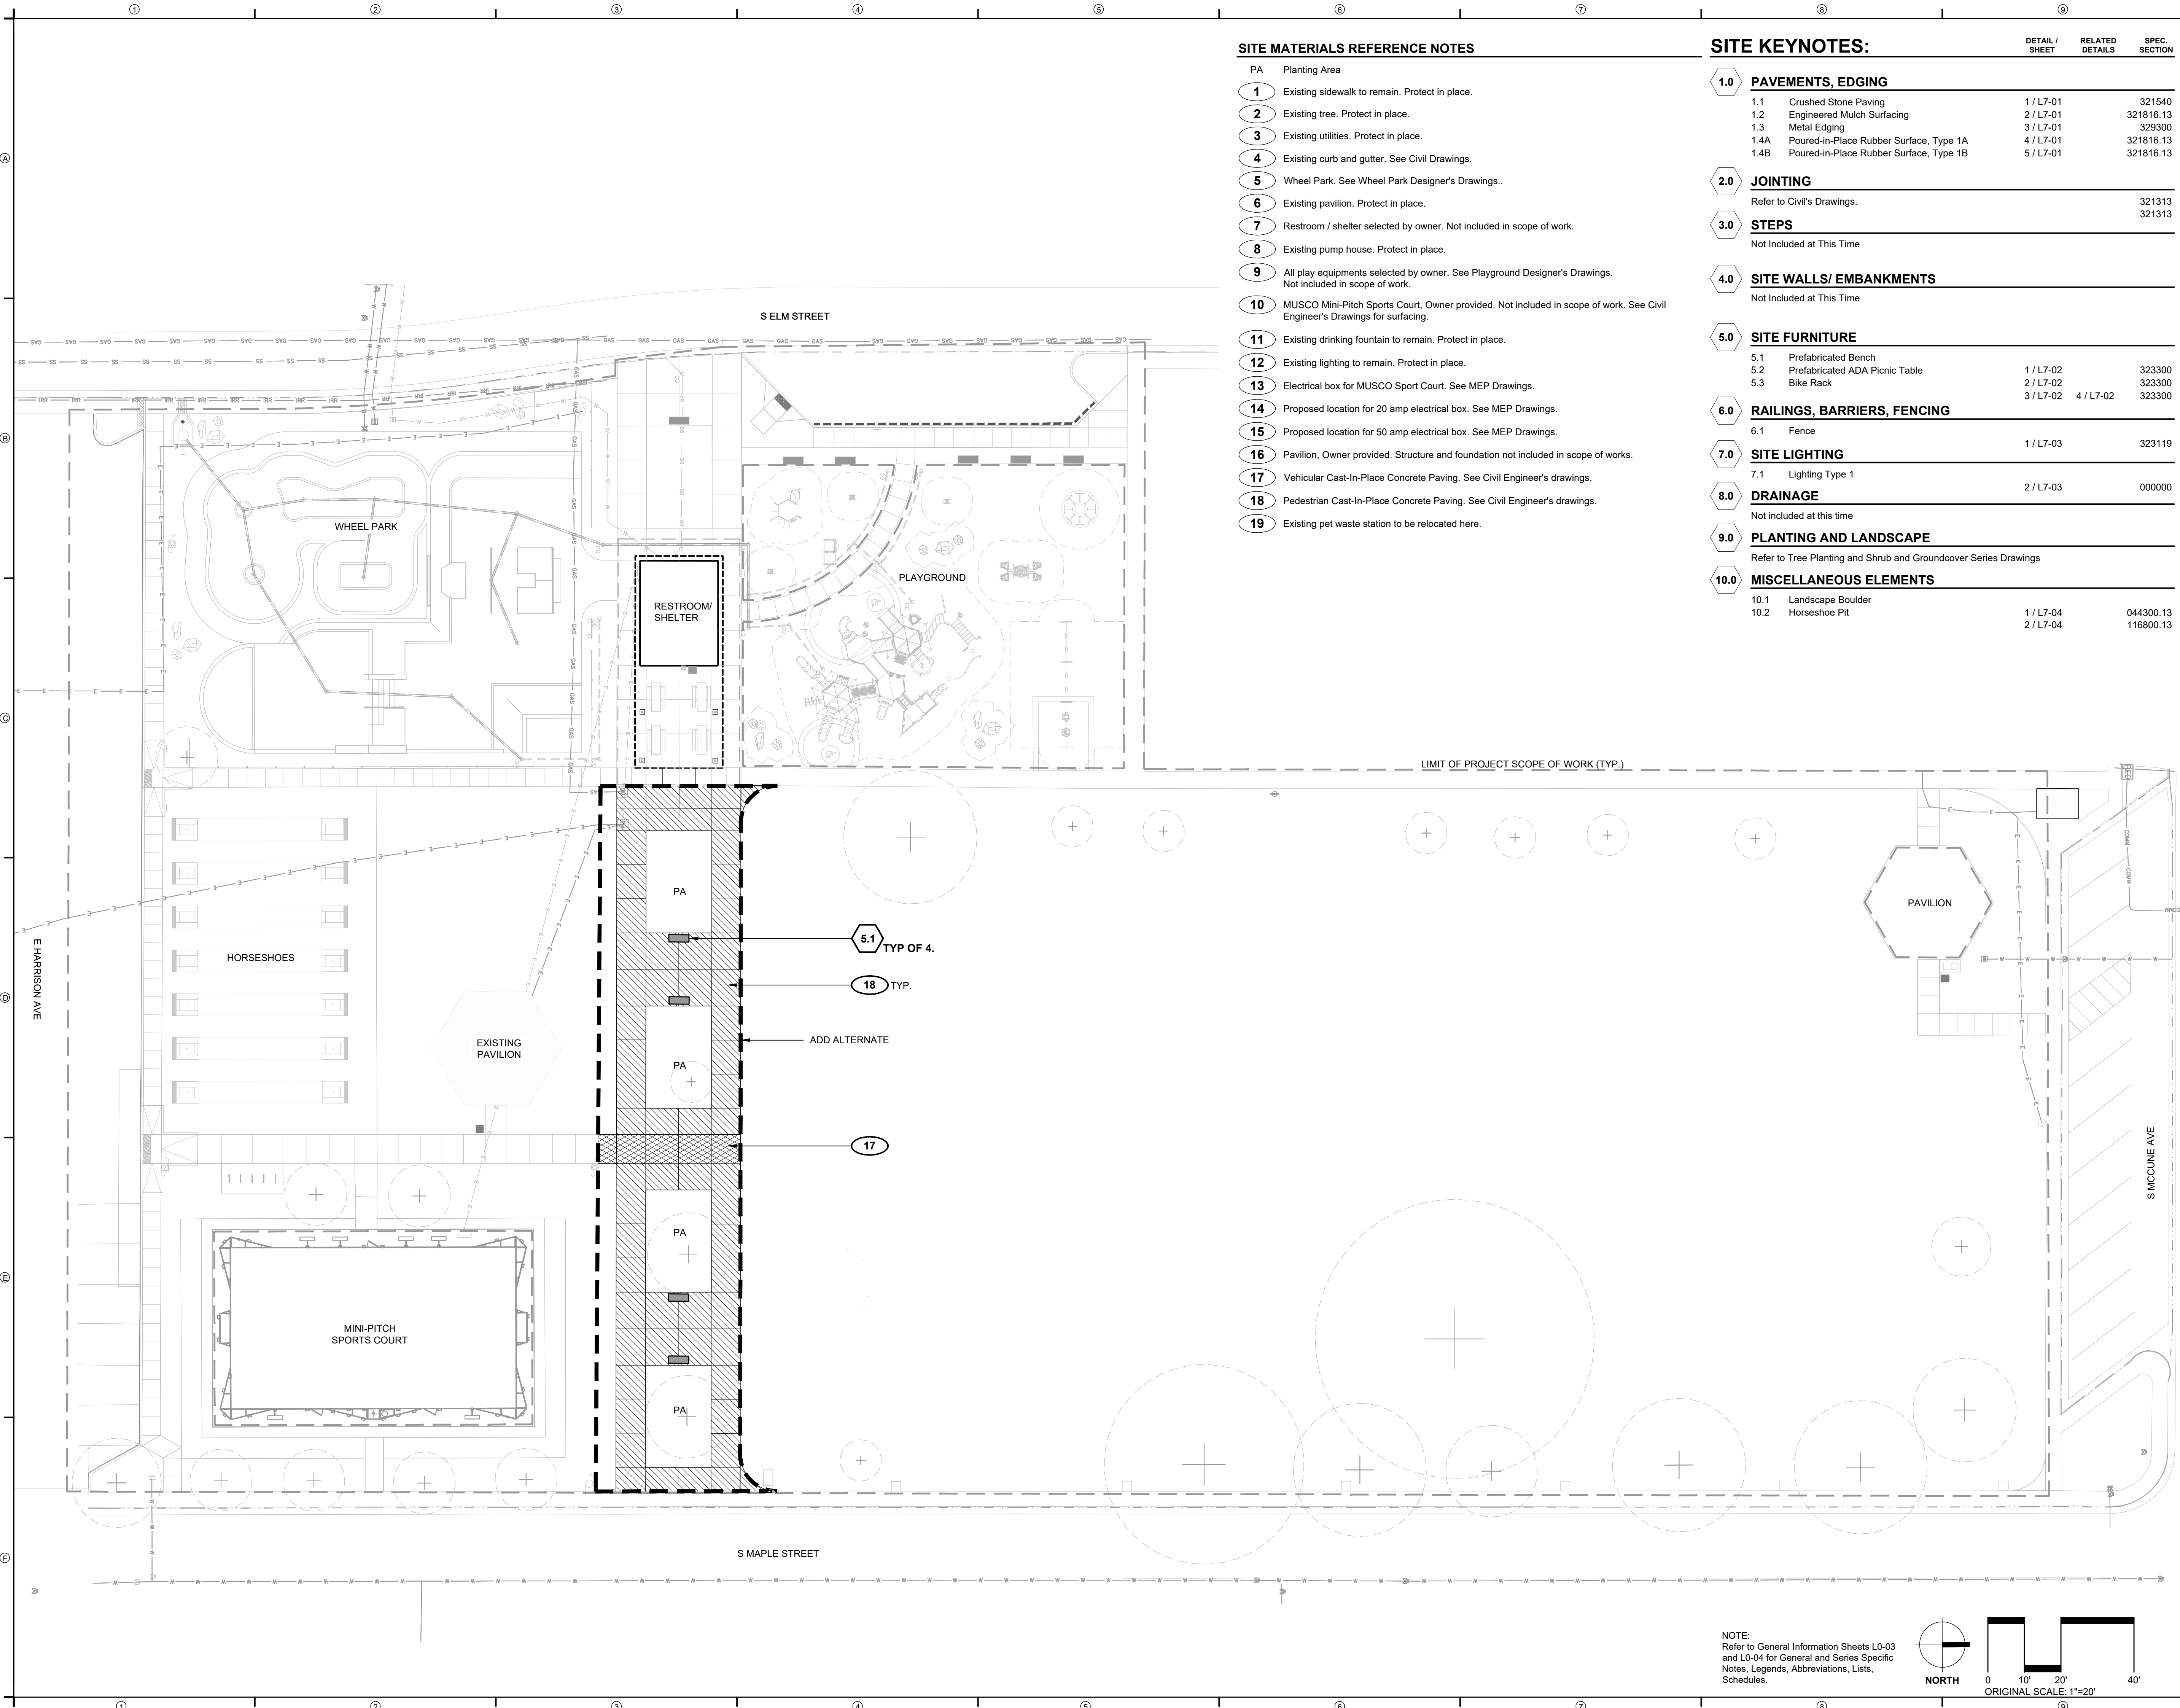 1 2 3 4 5 6 7 8 9
A
B
C
D
E
F
SITE MATERIALS REFERENCE NOTES
PA Planting Area
1 Existing sidewalk to remain. Protect in place.
2 Existing tree. Protect in place.
3 Existing utilities. Protect in place.
4 Existing curb and gutter. See Civil Drawings.
5 Wheel Park. See Wheel Park Designer's Drawings..
6 Existing pavilion. Protect in place.
7 Restroom / shelter selected by owner. Not included in scope of work.
8 Existing pump house. Protect in place.
9 All play equipments selected by owner. See Playground Designer's Drawings.
Not included in scope of work.
10 MUSCO Mini-Pitch Sports Court, Owner provided. Not included in scope of work. See Civil
Engineer's Drawings for surfacing.
11 Existing drinking fountain to remain. Protect in place.
12 Existing lighting to remain. Protect in place.
13 Electrical box for MUSCO Sport Court. See MEP Drawings.
14 Proposed location for 20 amp electrical box. See MEP Drawings.
15 Proposed location for 50 amp electrical box. See MEP Drawings.
16 Pavilion, Owner provided. Structure and foundation not included in scope of works.
17 Vehicular Cast-In-Place Concrete Paving. See Civil Engineer's drawings.
18 Pedestrian Cast-In-Place Concrete Paving. See Civil Engineer's drawings.
19 Existing pet waste station to be relocated here.
SITE KEYNOTES: DETAIL / SHEET RELATED DETAILS SPEC. SECTION
1.0 PAVEMENTS, EDGING
1.1 Crushed Stone Paving 1 / L7-01 321540
1.2 Engineered Mulch Surfacing 2 / L7-01 321816.13
1.3 Metal Edging 3 / L7-01 329300
1.4A Poured-in-Place Rubber Surface, Type 1A 4 / L7-01 321816.13
1.4B Poured-in-Place Rubber Surface, Type 1B 5 / L7-01 321816.13
2.0 JOINTING
Refer to Civil's Drawings. 321313
321313
3.0 STEPS
Not Included at This Time
4.0 SITE WALLS/ EMBANKMENTS
Not Included at This Time
5.0 SITE FURNITURE
5.1 Prefabricated Bench
5.2 Prefabricated ADA Picnic Table 1 / L7-02 323300
5.3 Bike Rack 2 / L7-02 323300
3 / L7-02 4 / L7-02 323300
6.0 RAILINGS, BARRIERS, FENCING
6.1 Fence
1 / L7-03 323119
7.0 SITE LIGHTING
7.1 Lighting Type 1
2 / L7-03 000000
8.0 DRAINAGE
Not included at this time
9.0 PLANTING AND LANDSCAPE
Refer to Tree Planting and Shrub and Groundcover Series Drawings
10.0 MISCELLANEOUS ELEMENTS
10.1 Landscape Boulder
10.2 Horseshoe Pit 1 / L7-04 044300.13
2 / L7-04 116800.13
S ELM STREET
WHEEL PARK
RESTROOM/
SHELTER
PLAYGROUND
LIMIT OF PROJECT SCOPE OF WORK (TYP.)
PA
5.1 TYP OF 4.
18 TYP.
ADD ALTERNATE
PA
17
PA
PA
HORSESHOES
E HARRISON AVE
EXISTING
PAVILION
PAVILION
S MCCUNE AVE
MINI-PITCH
SPORTS COURT
S MAPLE STREET
NOTE:
Refer to General Information Sheets L0-03
and L0-04 for General and Series Specific
Notes, Legends, Abbreviations, Lists,
Schedules.
NORTH
0 10' 20' 40'
ORIGINAL SCALE: 1"=20'